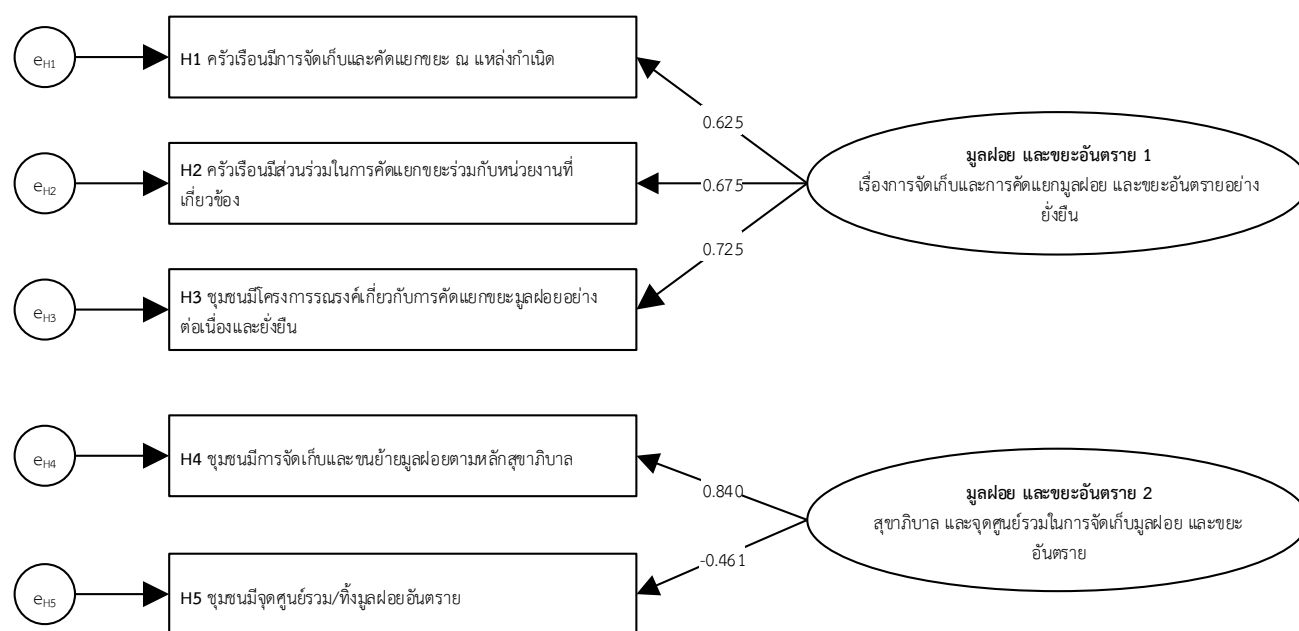 eH1
H1 ครัวเรือนมีการจัดเก็บและคัดแยกขยะ ณ แหล่งกำเนิด
0.625
eH2
H2 ครัวเรือนมีส่วนร่วมในการคัดแยกขยะร่วมกับหน่วยงานที่
เกี่ยวข้อง
0.675
มูลฝอย และขยะอันตราย 1
เรื่องการจัดเก็บและการคัดแยกมูลฝอย และขยะอันตรายอย่าง
ยั่งยืน
0.725
eH3
H3 ชุมชนมีโครงการรณรงค์เกี่ยวกับการคัดแยกขยะมูลฝอยอย่าง
ต่อเนื่องและยั่งยืน
eH4
H4 ชุมชนมีการจัดเก็บและขนย้ายมูลฝอยตามหลักสุขาภิบาล
0.840
มูลฝอย และขยะอันตราย 2
สุขาภิบาล และจุดศูนย์รวมในการจัดเก็บมูลฝอย และขยะ
อันตราย
-0.461
eH5
H5 ชุมชนมีจุดศูนย์รวม/ทิ้งมูลฝอยอันตราย